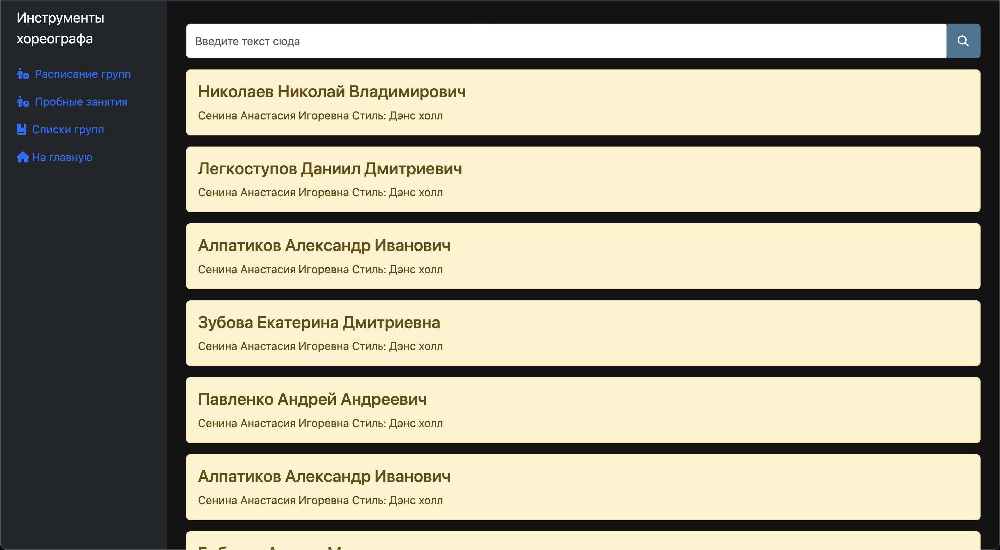 Инструменты
хореографа
Расписание групп
Пробные занятия
Списки групп
На главную
Введите текст сюда
Николаев Николай Владимирович
Сенина Анастасия Игоревна Стиль: Дэнс холл
Легкоступов Даниил Дмитриевич
Сенина Анастасия Игоревна Стиль: Дэнс холл
Алпатиков Александр Иванович
Сенина Анастасия Игоревна Стиль: Дэнс холл
Зубова Екатерина Дмитриевна
Сенина Анастасия Игоревна Стиль: Дэнс холл
Павленко Андрей Андреевич
Сенина Анастасия Игоревна Стиль: Дэнс холл
Алпатиков Александр Иванович
Сенина Анастасия Игоревна Стиль: Дэнс холл